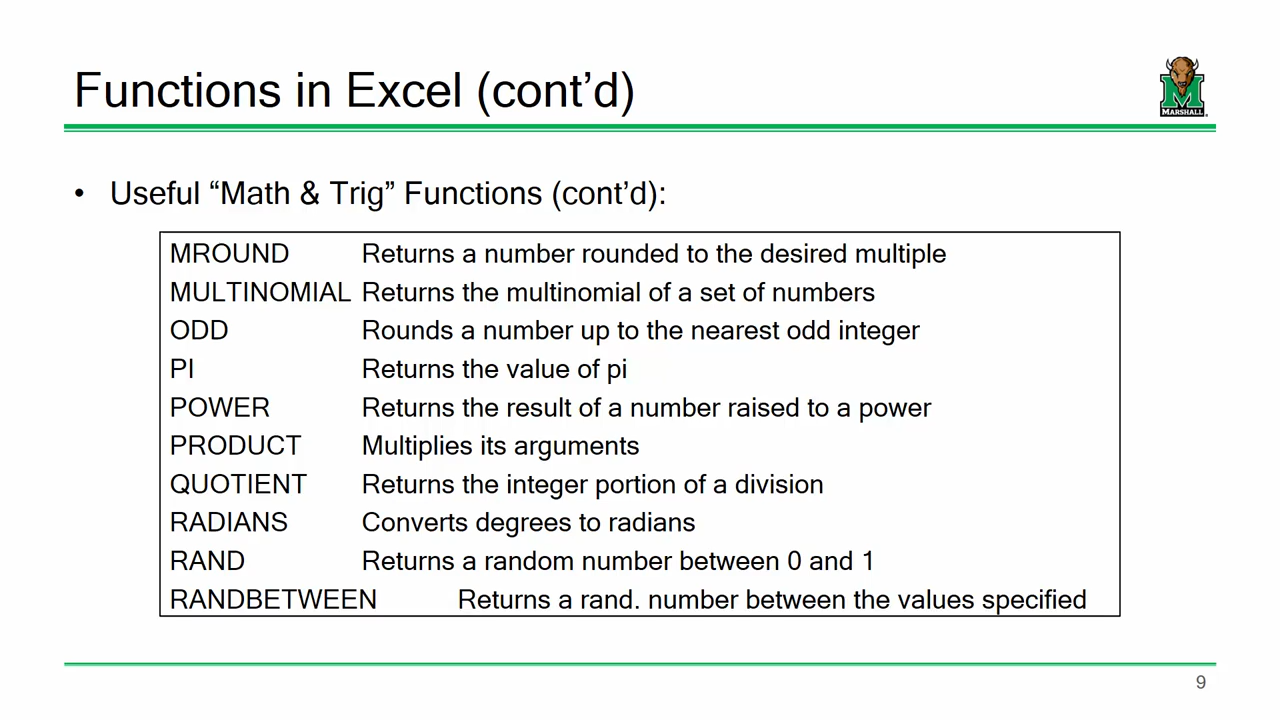 Functions in Excel (cont’d)
MARSHALL
• Useful “Math & Trig” Functions (cont’d):
MROUND Returns a number rounded to the desired multiple
MULTINOMIAL Returns the multinomial of a set of numbers
ODD Rounds a number up to the nearest odd integer
PI Returns the value of pi
POWER Returns the result of a number raised to a power
PRODUCT Multiplies its arguments
QUOTIENT Returns the integer portion of a division
RADIANS Converts degrees to radians
RAND Returns a random number between 0 and 1
RANDBETWEEN Returns a rand. number between the values specified
9